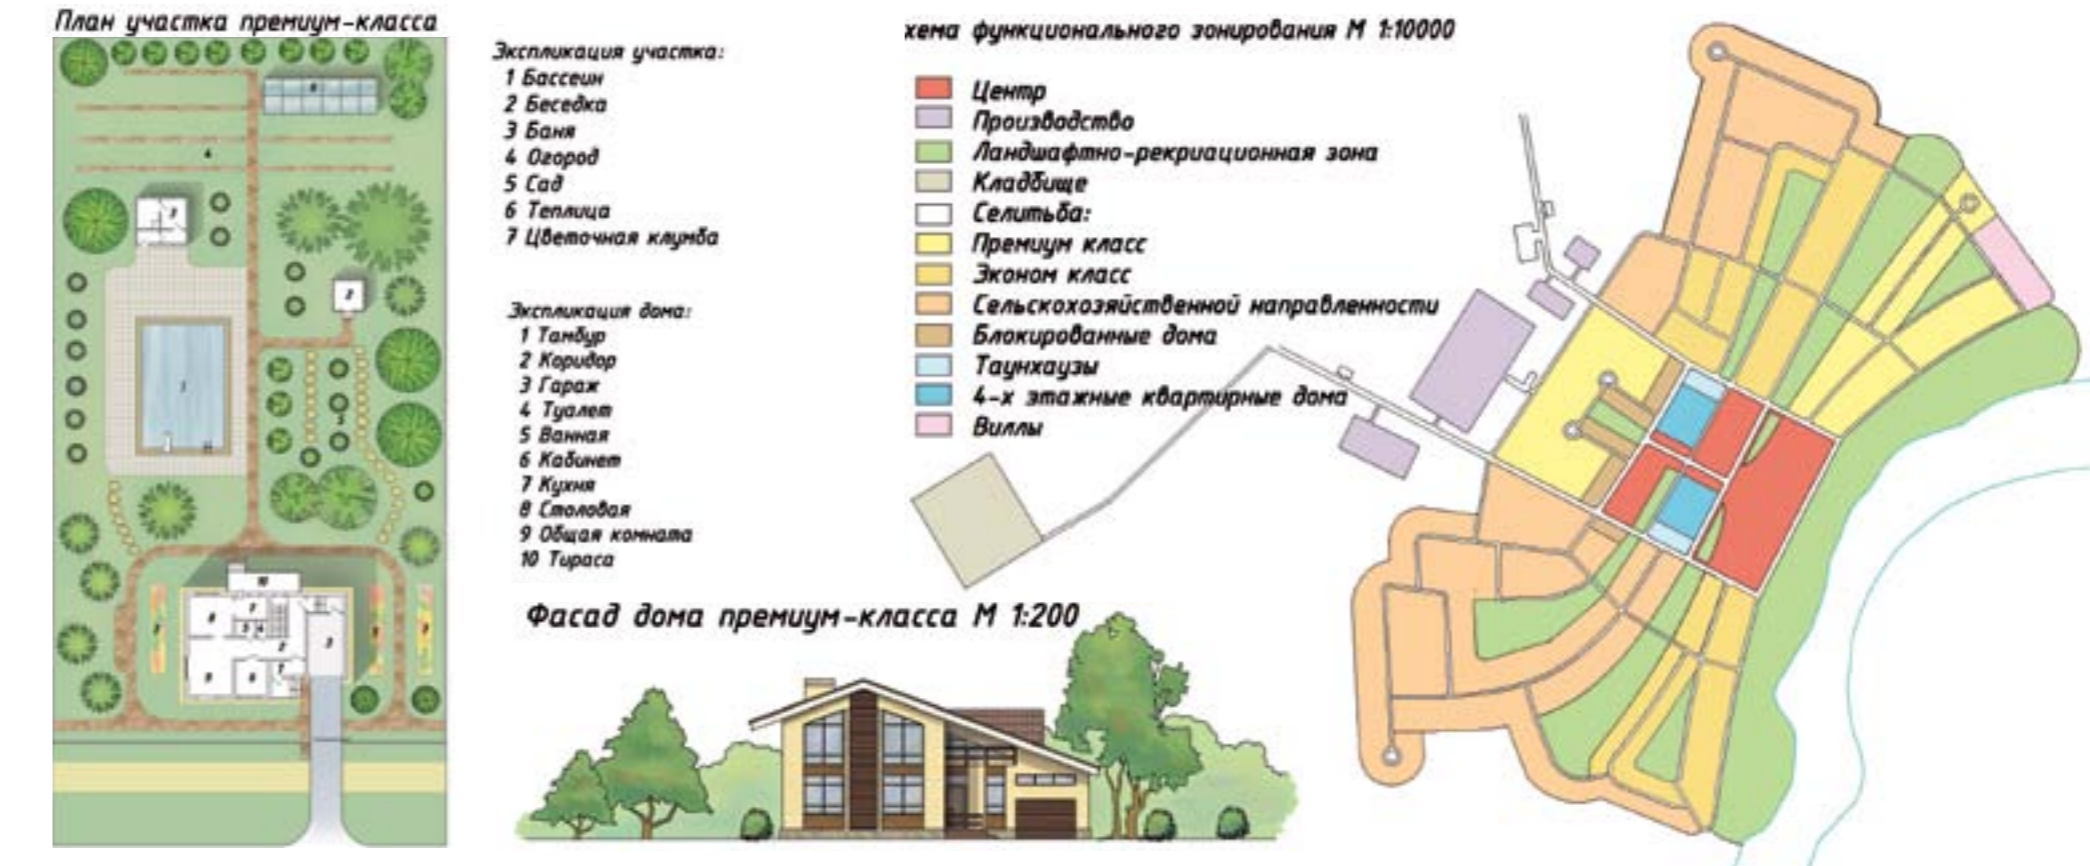 План участка премиум-класса
Экспликация участка:
1 Бассеин
2 Беседка
3 Баня
4 Огород
5 Сад
6 Теплица
7 Цветочная клумба
Экспликация дома:
1 Тамбур
2 Коридор
3 Гараж
4 Туалет
5 Ванная
6 Кабинет
7 Кухня
8 Столовая
9 Общая комната
10 Тираса
Фасад дома премиум-класса М 1:200
хема функционального зонирования М 1:10000
Центр
Произвадство
Ландшафтно-рекриационная зона
Кладбище
Селитьба:
Премиум класс
Эконом класс
Сельскохозяйственной направленности
Блокированные дома
Таунхаузы
4-х этажные квартирные дома
Виллы